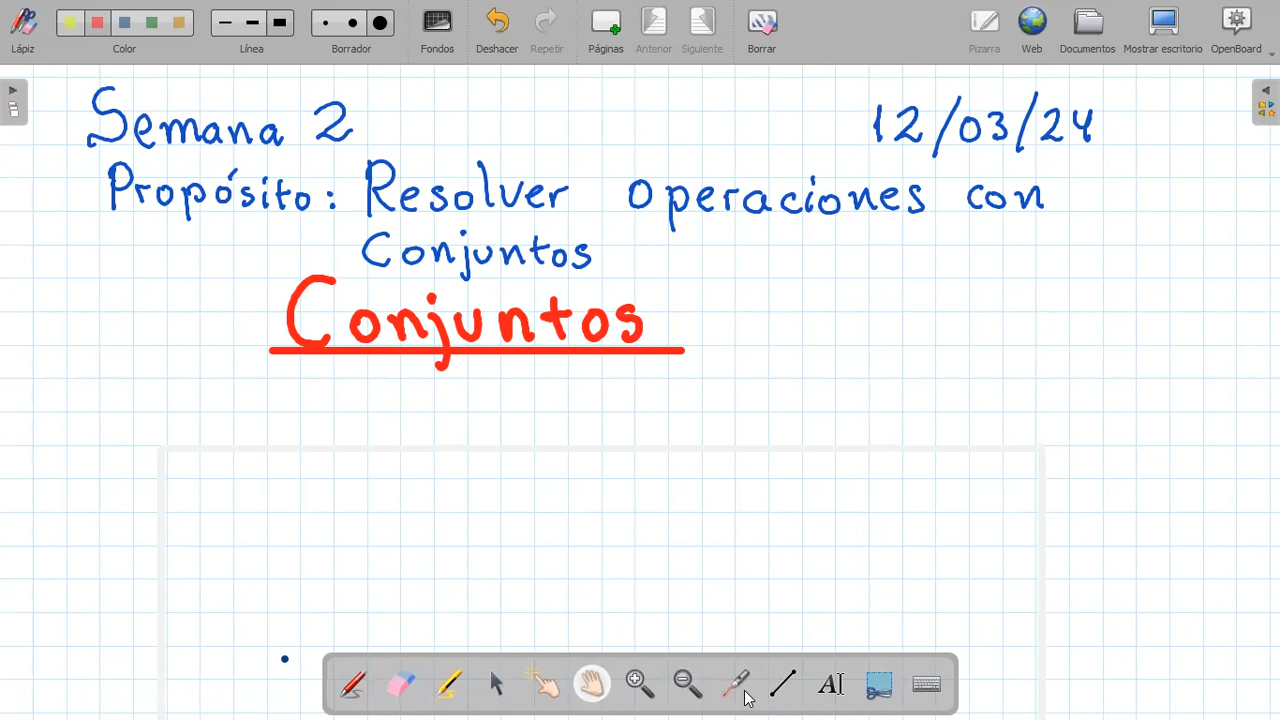 Lápiz Color Línea Borrador Fondos Deshacer Repetir Páginas Anterior Siguiente Borrar Pizarra Web Documentos Mostrar escritorio OpenBoard
Semana 2 12/03/24
Propósito: Resolver operaciones con
Conjuntos
Conjuntos